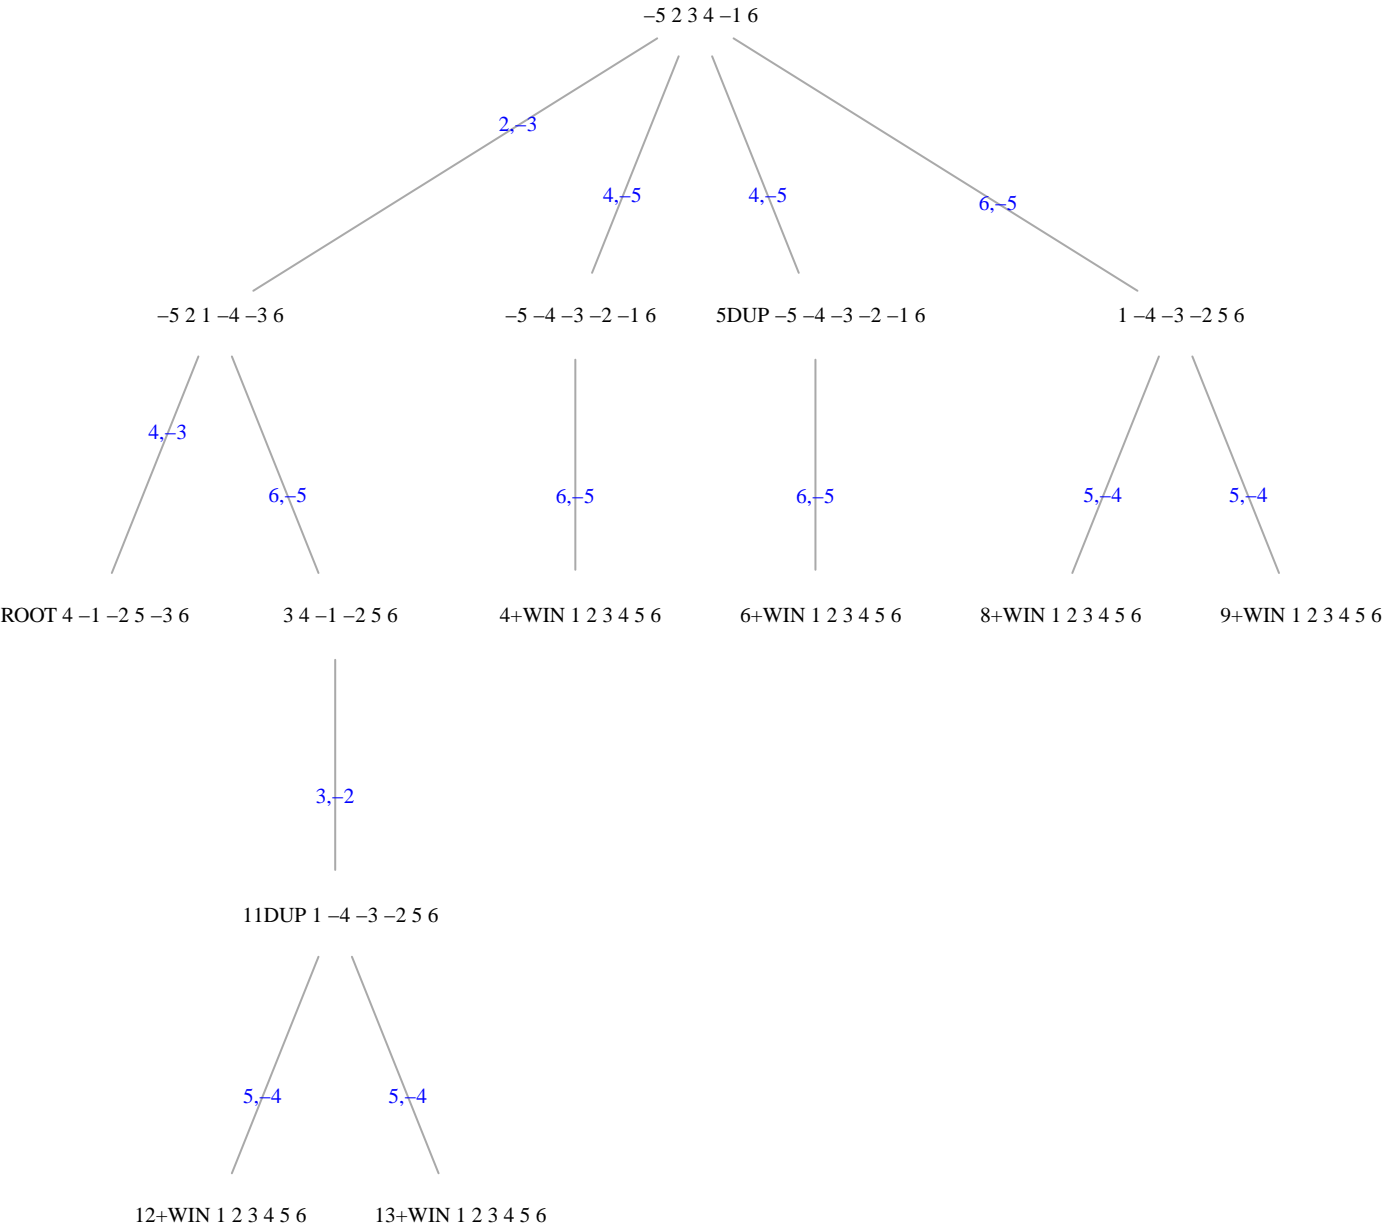 –5 2 3 4 –1 6
2,–3
4,–5
4,–5
6,–5
–5 2 1 –4 –3 6
–5 –4 –3 –2 –1 6
5DUP –5 –4 –3 –2 –1 6
1 –4 –3 –2 5 6
4,–3
6,–5
6,–5
6,–5
5,–4
5,–4
ROOT 4 –1 –2 5 –3 6
3 4 –1 –2 5 6
4+WIN 1 2 3 4 5 6
6+WIN 1 2 3 4 5 6
8+WIN 1 2 3 4 5 6
9+WIN 1 2 3 4 5 6
3,–2
11DUP 1 –4 –3 –2 5 6
5,–4
5,–4
12+WIN 1 2 3 4 5 6
13+WIN 1 2 3 4 5 6